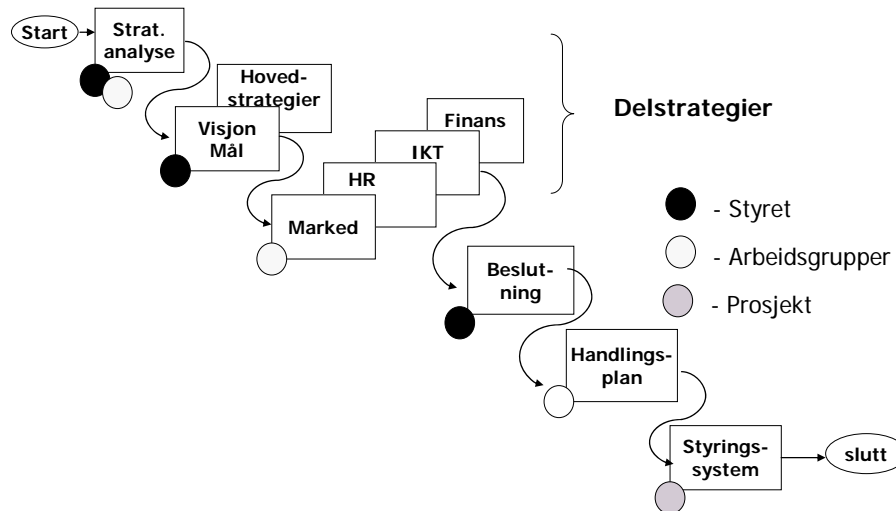 Start
Strat.
analyse
Hoved-
strategier
Visjon
Mål
Finans
IKT
HR
Marked
Delstrategier
- Styret
- Arbeidsgrupper
- Prosjekt
Beslut-
ning
Handlings-
plan
Styrings-
system
slutt